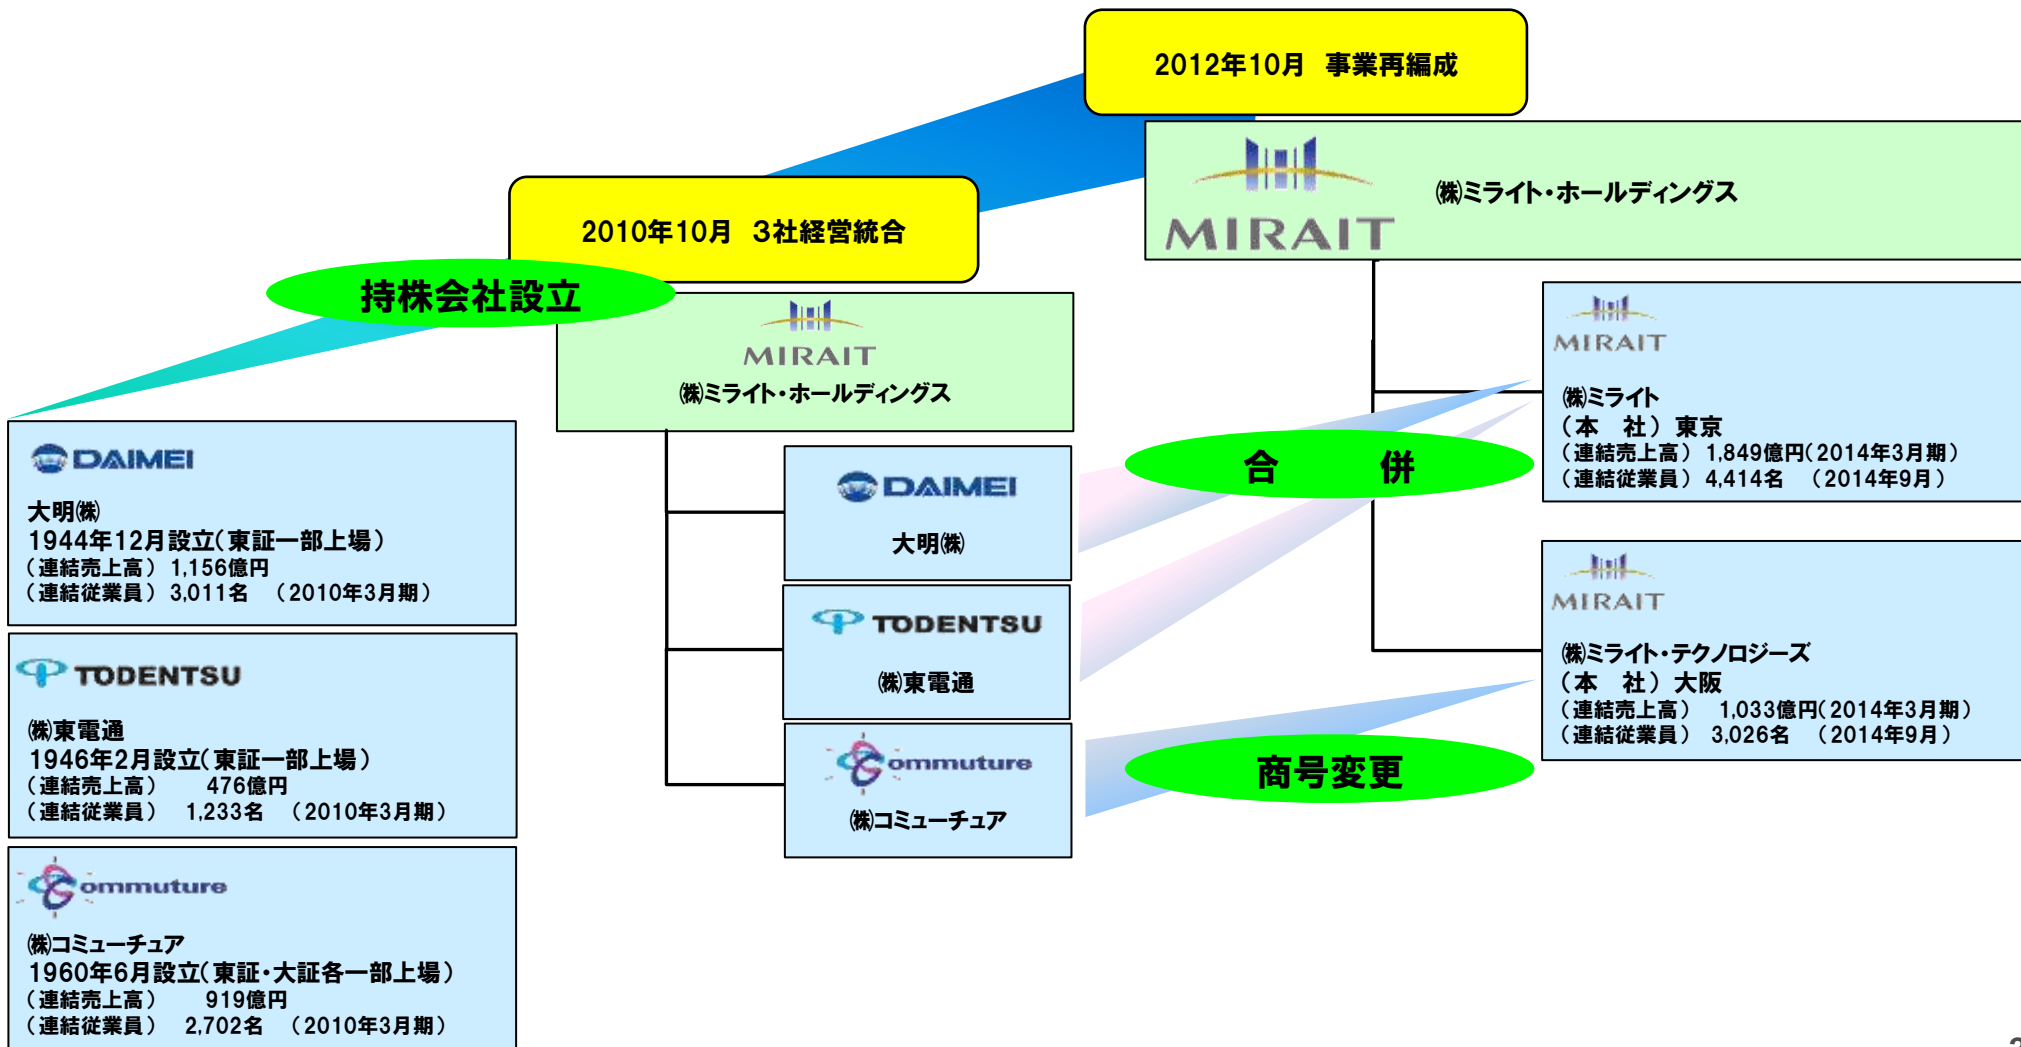 2012年10月 事業再編成
MIRAIT
㈱ミライト・ホールディングス
2010年10月 3社経営統合
持株会社設立
MIRAIT
㈱ミライト・ホールディングス
DAIMEI
大明㈱
1944年12月設立(東証一部上場)
(連結売上高) 1,156億円
(連結従業員) 3,011名 (2010年3月期)
TODENTSU
㈱東電通
1946年2月設立(東証一部上場)
(連結売上高) 476億円
(連結従業員) 1,233名 (2010年3月期)
Commuture
㈱コミューチュア
1960年6月設立(東証・大証各一部上場)
(連結売上高) 919億円
(連結従業員) 2,702名 (2010年3月期)
DAIMEI
大明㈱
TODENTSU
㈱東電通
Commuture
㈱コミューチュア
合 併
商号変更
MIRAIT
㈱ミライト
(本 社) 東京
(連結売上高) 1,849億円(2014年3月期)
(連結従業員) 4,414名 (2014年9月)
MIRAIT
㈱ミライト・テクノロジーズ
(本 社) 大阪
(連結売上高) 1,033億円(2014年3月期)
(連結従業員) 3,026名 (2014年9月)